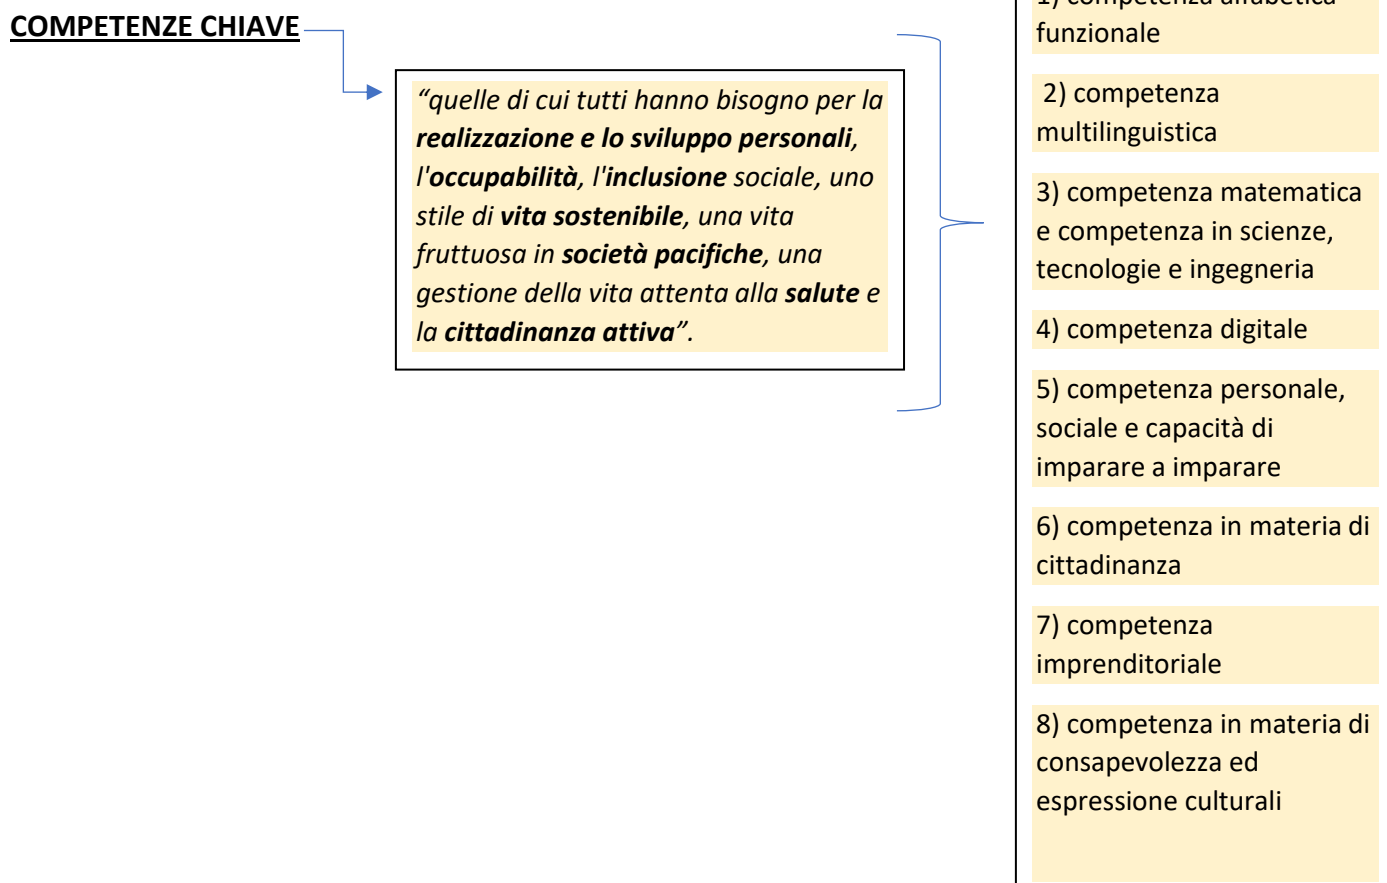 COMPETENZE CHIAVE
“quelle di cui tutti hanno bisogno per la
realizzazione e lo sviluppo personali,
l'occupabilità, l'inclusione sociale, uno
stile di vita sostenibile, una vita
fruttuosa in società pacifiche, una
gestione della vita attenta alla salute e
la cittadinanza attiva”.
1) competenza alfabetica
funzionale
2) competenza
multilinguistica
3) competenza matematica
e competenza in scienze,
tecnologie e ingegneria
4) competenza digitale
5) competenza personale,
sociale e capacità di
imparare a imparare
6) competenza in materia di
cittadinanza
7) competenza
imprenditoriale
8) competenza in materia di
consapevolezza ed
espressione culturali